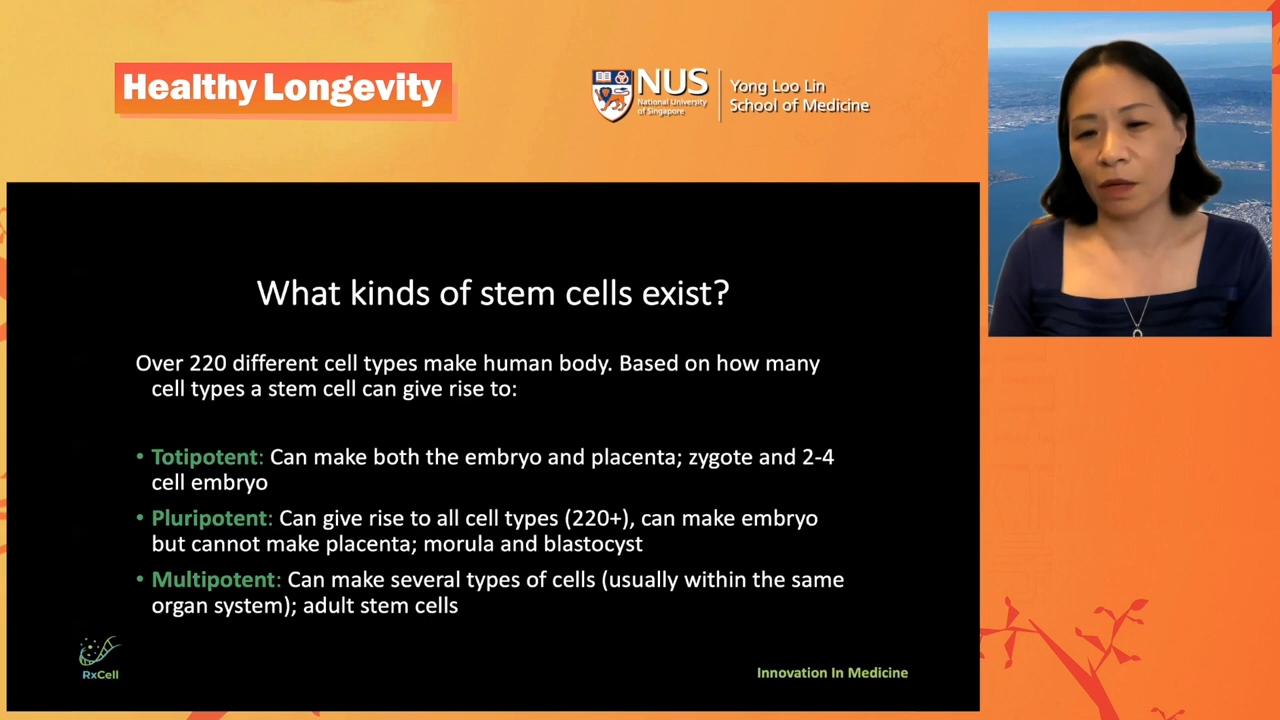 Healthy Longevity
NUS
National University
of Singapore
Yong Loo Lin
School of Medicine
What kinds of stem cells exist?
Over 220 different cell types make human body. Based on how many
cell types a stem cell can give rise to:
• Totipotent: Can make both the embryo and placenta; zygote and 2-4
cell embryo
• Pluripotent: Can give rise to all cell types (220+), can make embryo
but cannot make placenta; morula and blastocyst
• Multipotent: Can make several types of cells (usually within the same
organ system); adult stem cells
RxCell
Innovation In Medicine